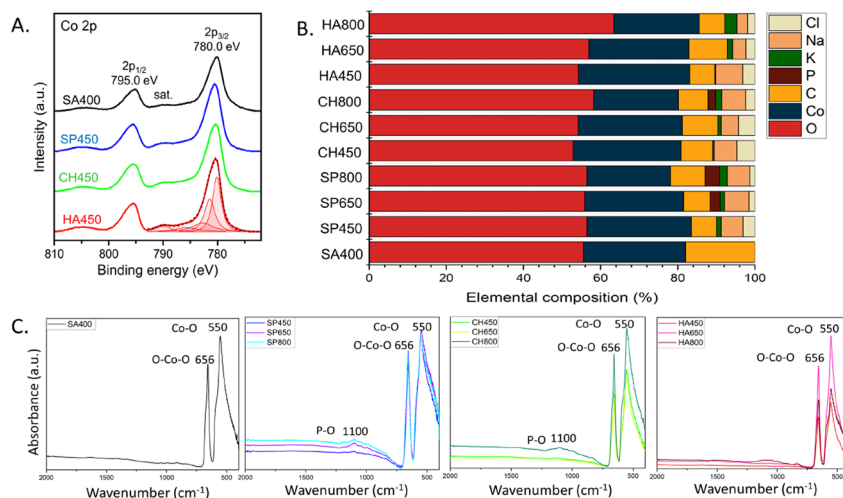 A.
Co 2p
2p1/2
795.0 eV
2p3/2
780.0 eV
sat.
SA400
SP450
CH450
HA450
Intensity (a.u.)
810 800 790 780
Binding energy (eV)
B.
HA800
HA650
HA450
CH800
CH650
CH450
SP800
SP650
SP450
SA400
0 20 40 60 80 100
Elemental composition (%)
Cl
Na
K
P
C
Co
O
C.
Absorbance (a.u.)
SA400
Co-O 550
O-Co-O 656
2000 1500 1000 500
Wavenumber (cm-1)
SP450
SP650
SP800
Co-O 550
O-Co-O 656
P-O 1100
2000 1500 1000 500
Wavenumber (cm-1)
CH450
CH650
CH800
Co-O 550
O-Co-O 656
P-O 1100
2000 1500 1000 500
Wavenumber (cm-1)
HA450
HA650
HA800
Co-O 550
O-Co-O 656
2000 1500 1000 500
Wavenumber (cm-1)